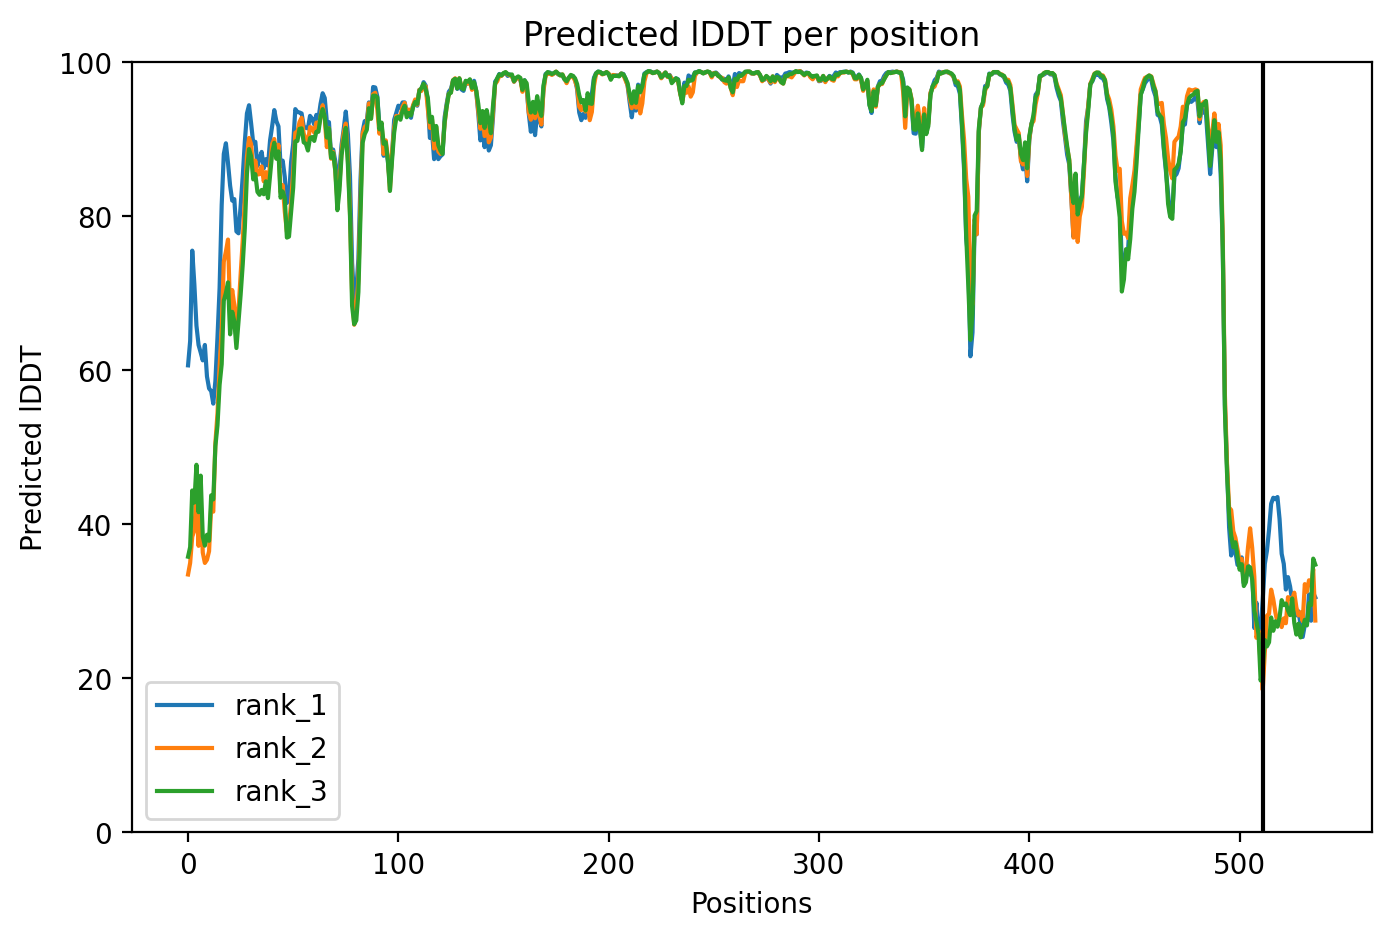 Predicted lDDT per position
100
80
60
40
20
0
Predicted lDDT
rank_1
rank_2
rank_3
0 100 200 300 400 500
Positions